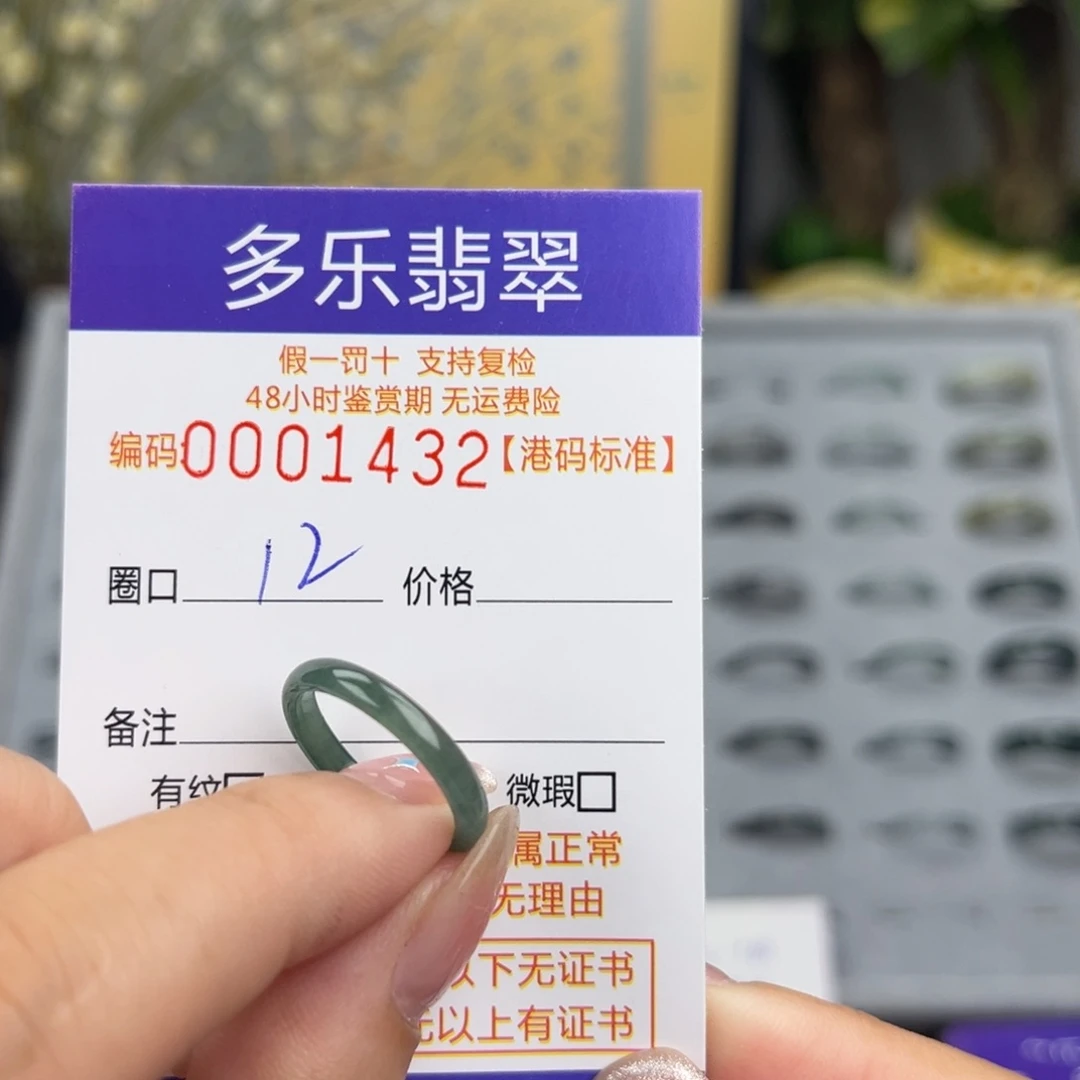 多乐翡翠
假一罚十 支持复检
48小时鉴赏期 无运费险
编码0001432【港码标准】
圈口 12 价格
备注
有纹 微瑕
属正常
无理由
以下无证书
元以上有证书